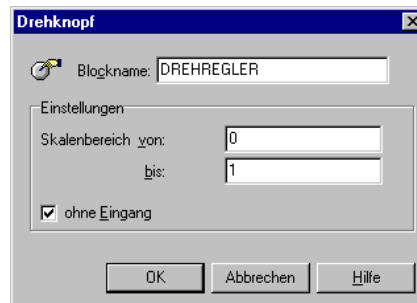 Drehknopf
Blockname: DREHREGLER
Einstellungen
Skalenbereich von: 0
bis: 1
ohne Eingang
OK Abbrechen Hilfe